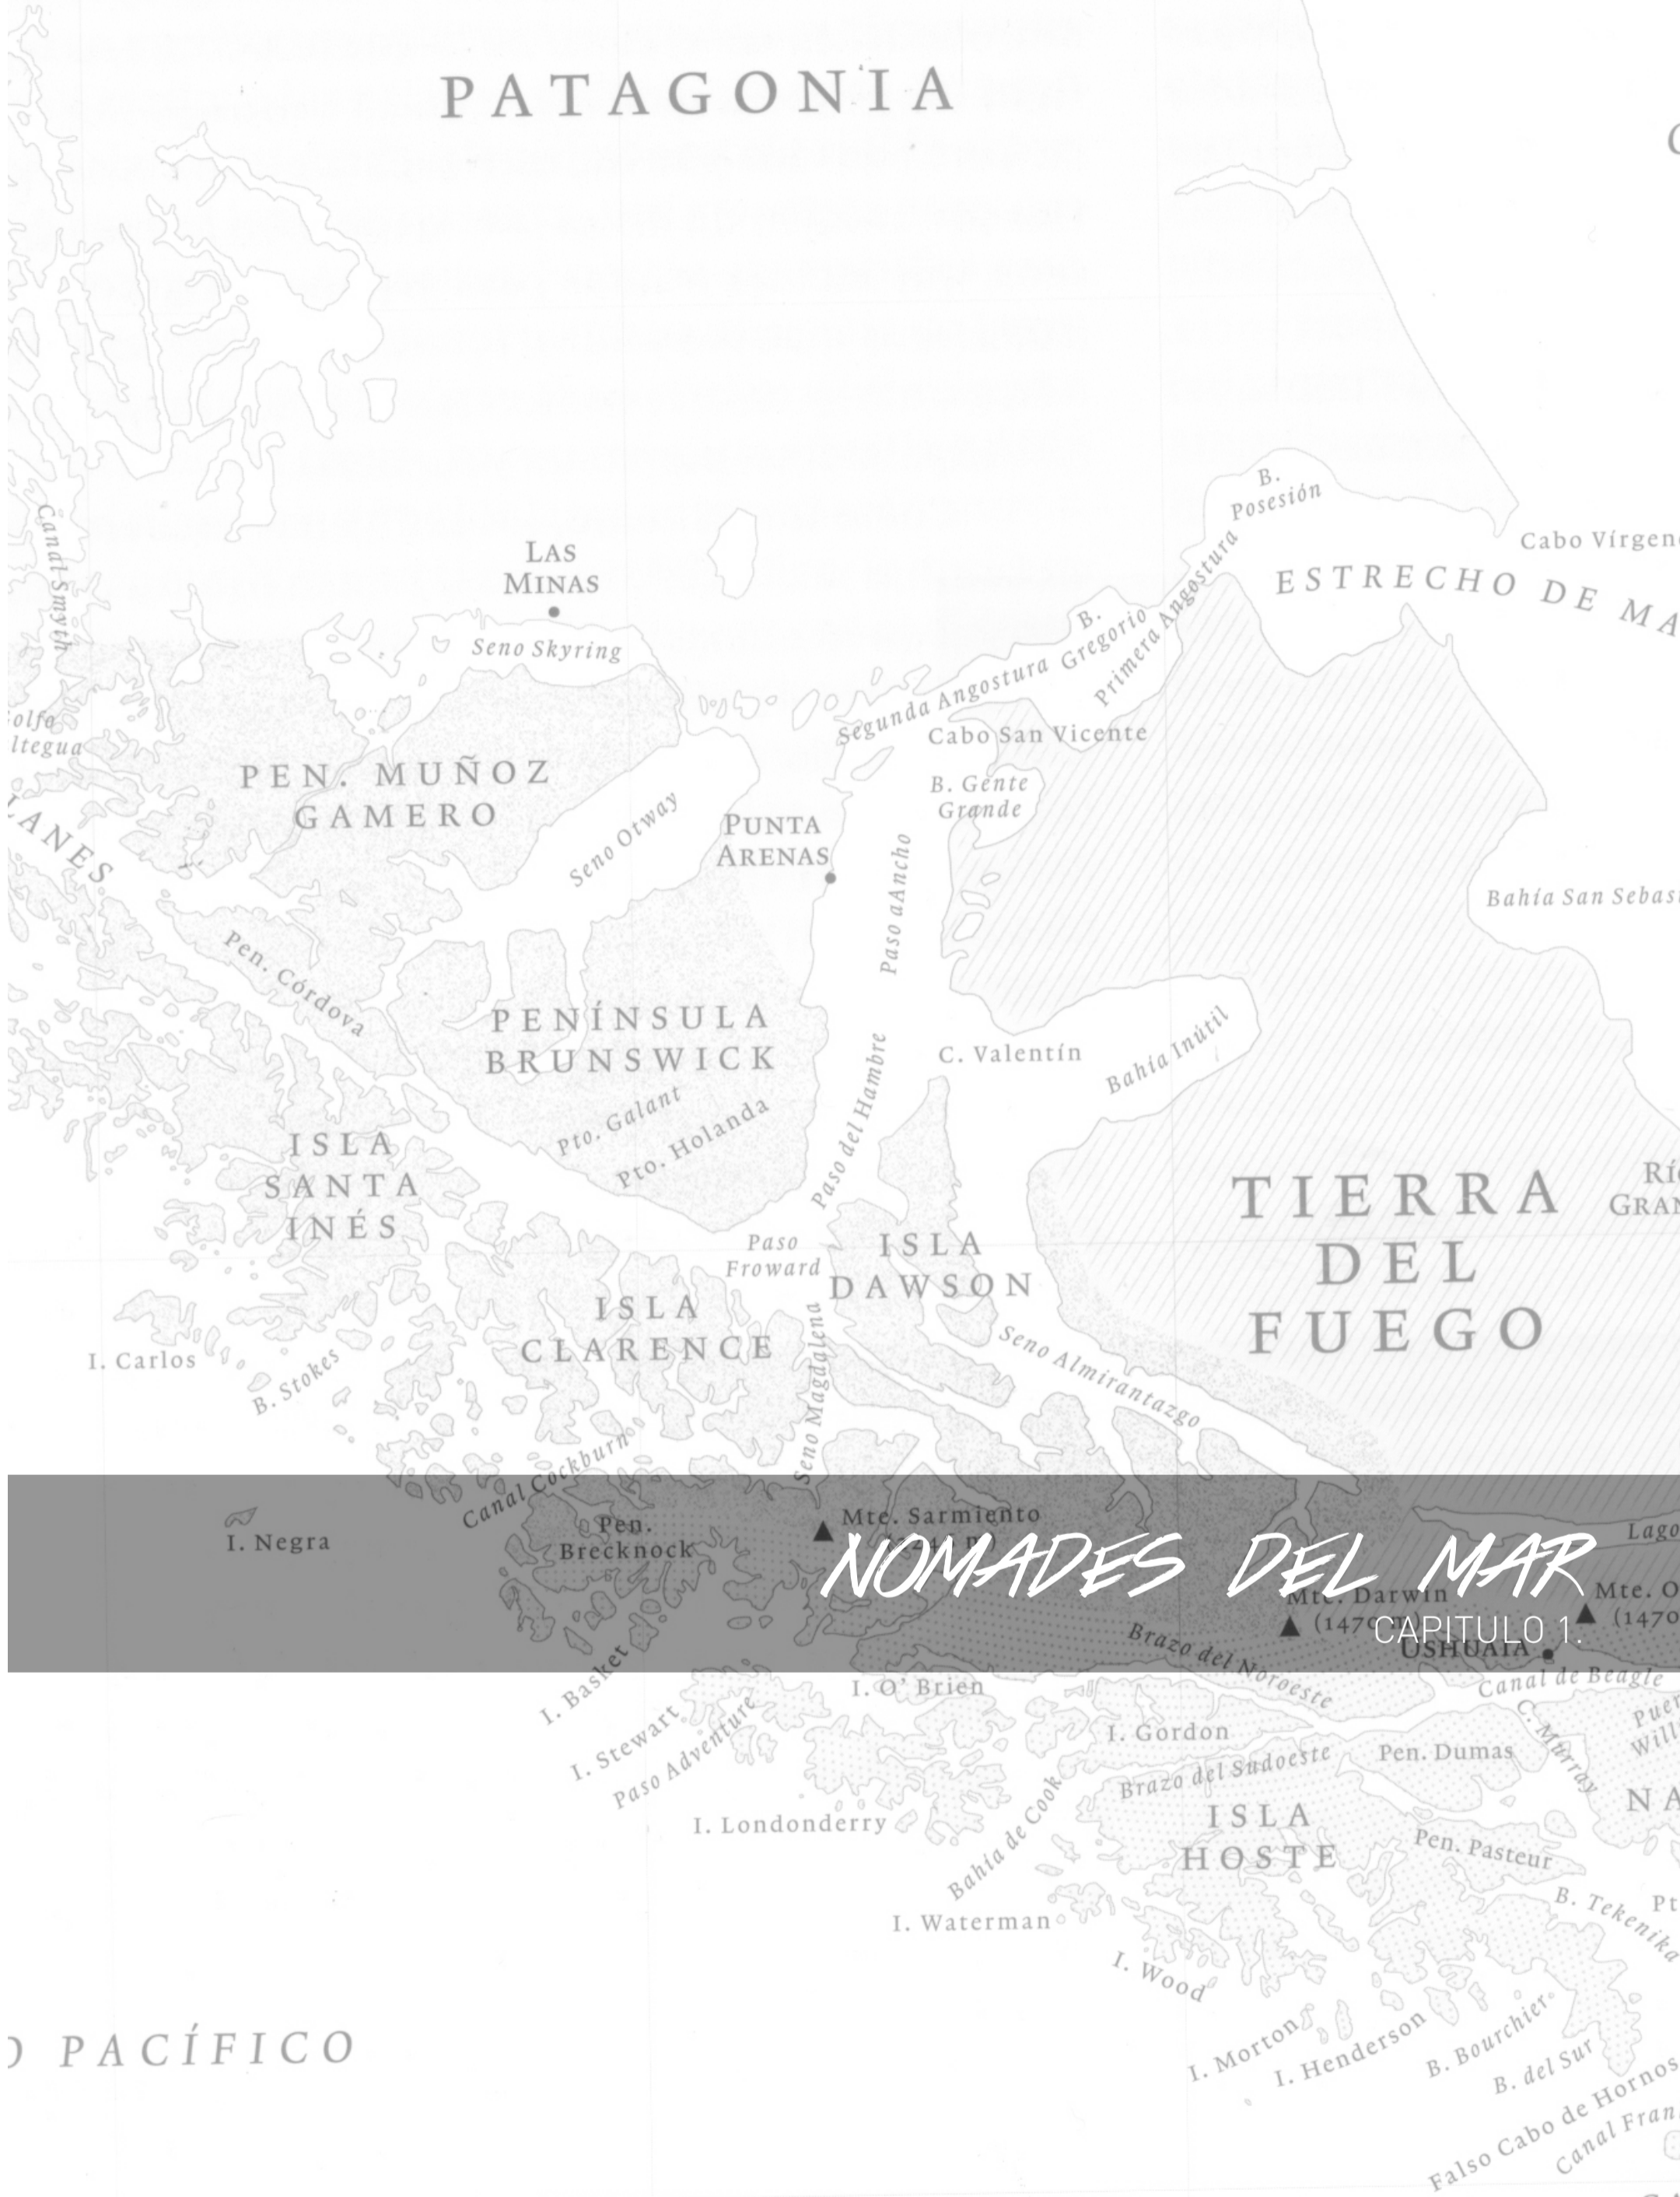 PATAGONIA
B.
Posesión
Canal Smyth
LAS
MINAS
Cabo Vírgen
ESTRECHO DE MA
Seno Skyring
B.
Gregorio
Primera Angostura
Segunda Angostura
olfo
ltegua
Cabo San Vicente
PEN. MUÑOZ
GAMERO
B. Gente
Grande
LANES
Seno Otway
PUNTA
ARENAS
Paso aAncho
Bahía San Sebas
Pen. Córdova
PENÍNSULA
BRUNSWICK
C. Valentín
Bahía Inútil
Pto. Galant
Pto. Holanda
Paso del Hambre
ISLA
SANTA
INÉS
TIERRA
DEL
FUEGO
RÍ
GRAN
Paso
Froward
ISLA
DAWSON
ISLA
CLARENCE
Seno Magdalena
Seno Almirantazgo
I. Carlos
B. Stokes
Canal Cockburn
I. Negra
Pen.
Brecknock
Mte. Sarmiento
Lago
NOMADES DEL MAR
Mte. Darwin
Mte. O
(1470
CAPITULO 1.
USHUAIA
Brazo del Noroeste
Canal de Beagle
I. Basket
I. O' Brien
I. Stewart
Paso Adventure
I. Gordon
C. Murray
Puer
Will
Brazo del Sudoeste
Pen. Dumas
NA
I. Londonderry
Bahía de Cook
ISLA
HOSTE
Pen. Pasteur
I. Waterman
B. Tekenika
Pt
I. Wood
I. Morton
I. Henderson
B. Bourchier
B. del Sur
O PACÍFICO
Falso Cabo de Hornos
Canal Fran